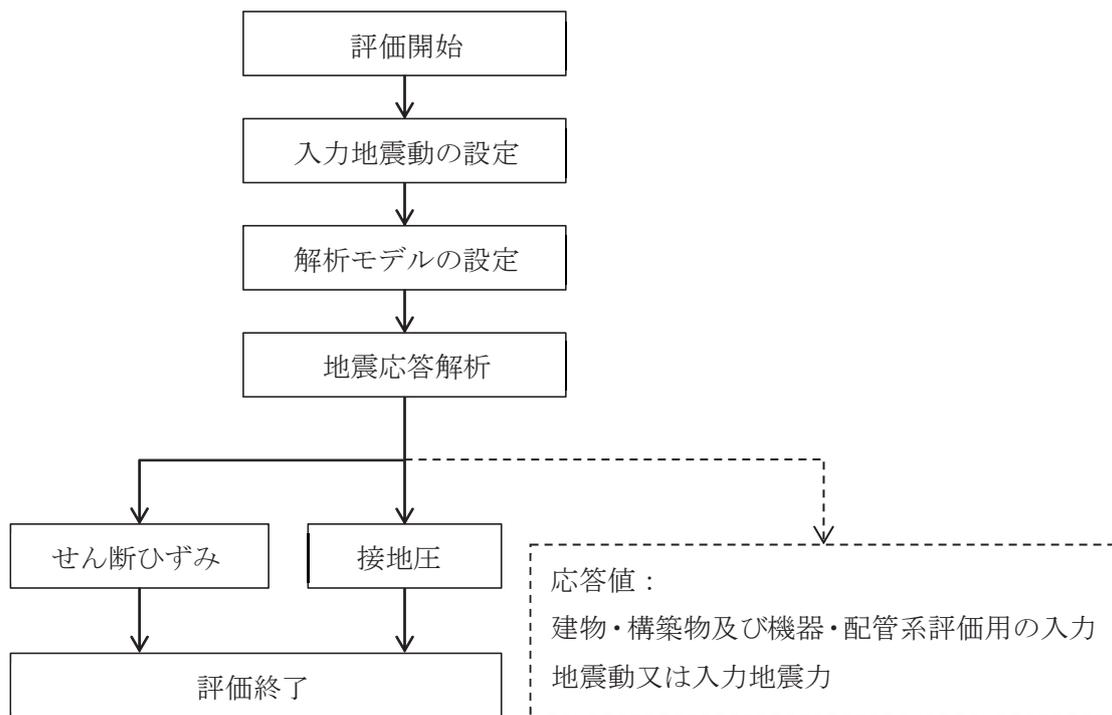 評価開始
入力地震動の設定
解析モデルの設定
地震応答解析
せん断ひずみ
接地圧
応答値：
建物・構築物及び機器・配管系評価用の入力
地震動又は入力地震力
評価終了